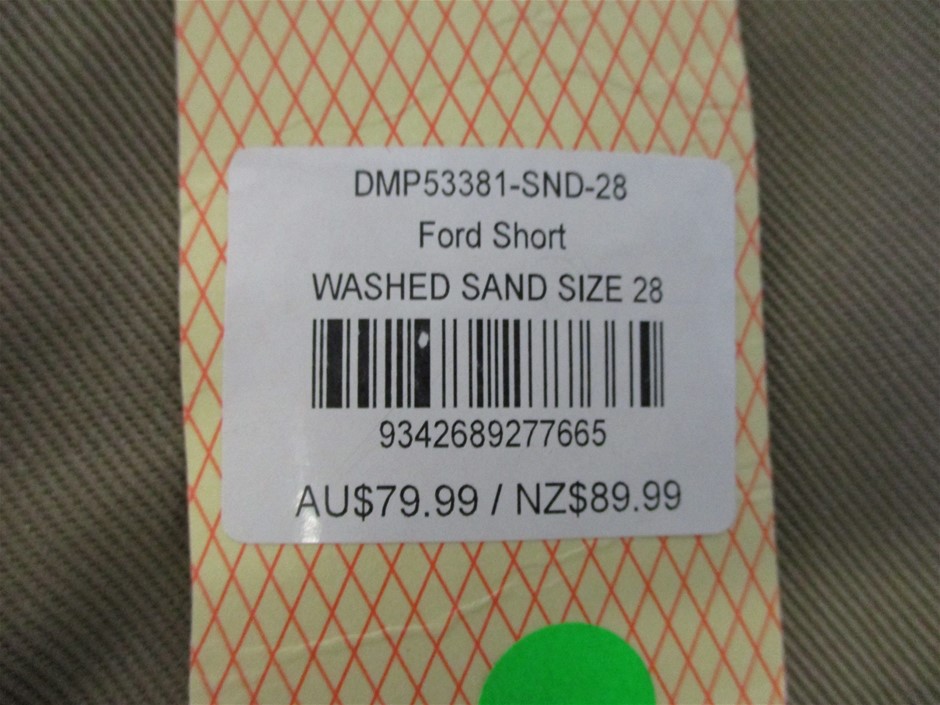 DMP53381-SND-28
Ford Short
WASHED SAND SIZE 28
9342689277665
AU$79.99 / NZ$89.99